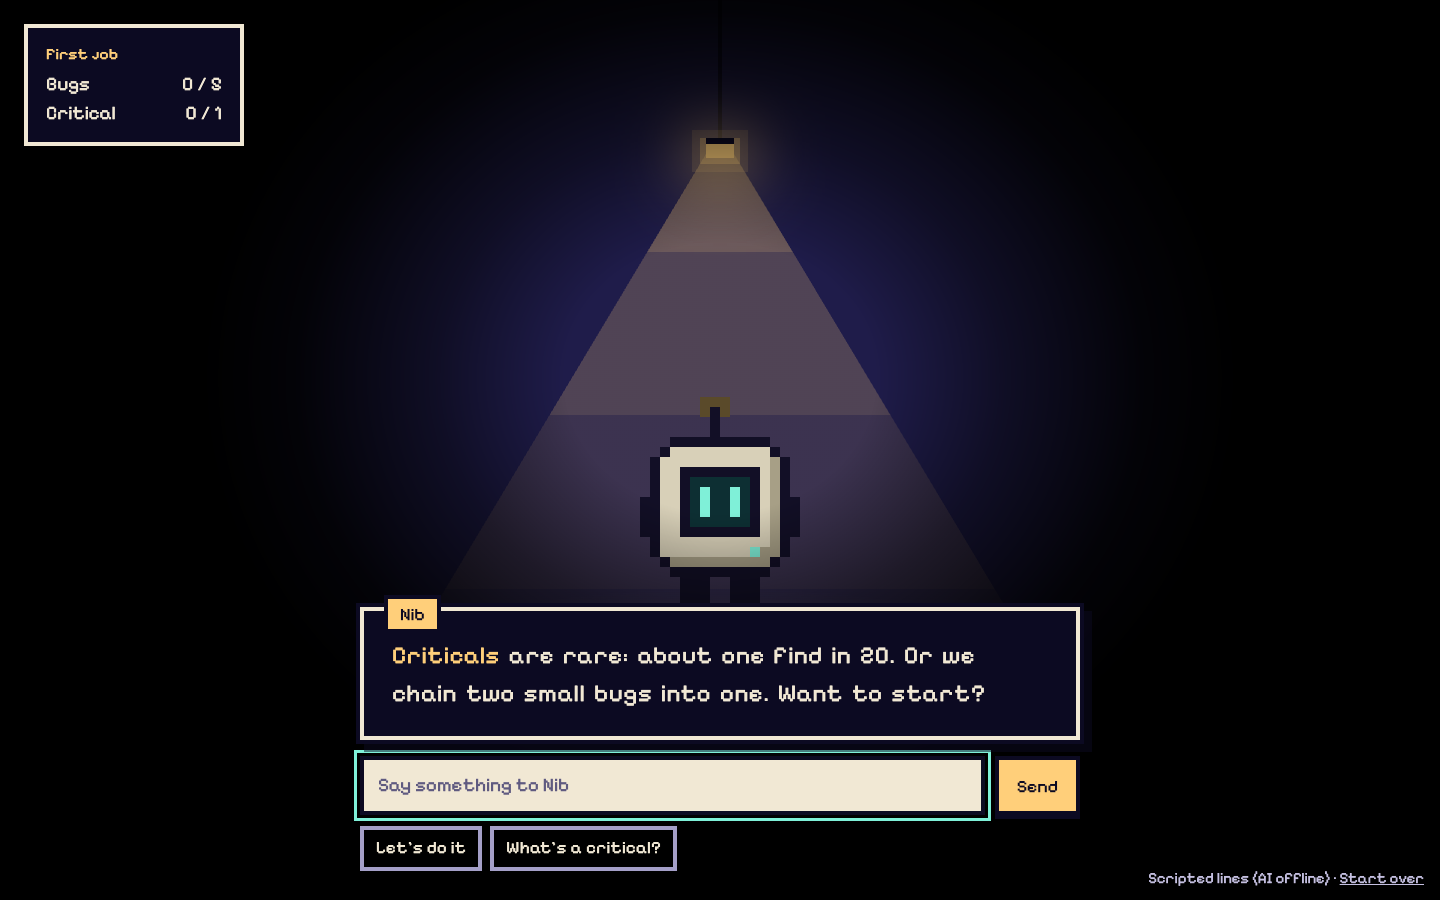 First Job
Bugs 0 / 8
Critical 0 / 1
Nib
Criticals are rare: about one find in 20. Or we
chain two small bugs into one. Want to start?
Say something to Nib
Send
Let's do it
What's a critical?
Scripted lines (AI offline) · Start over